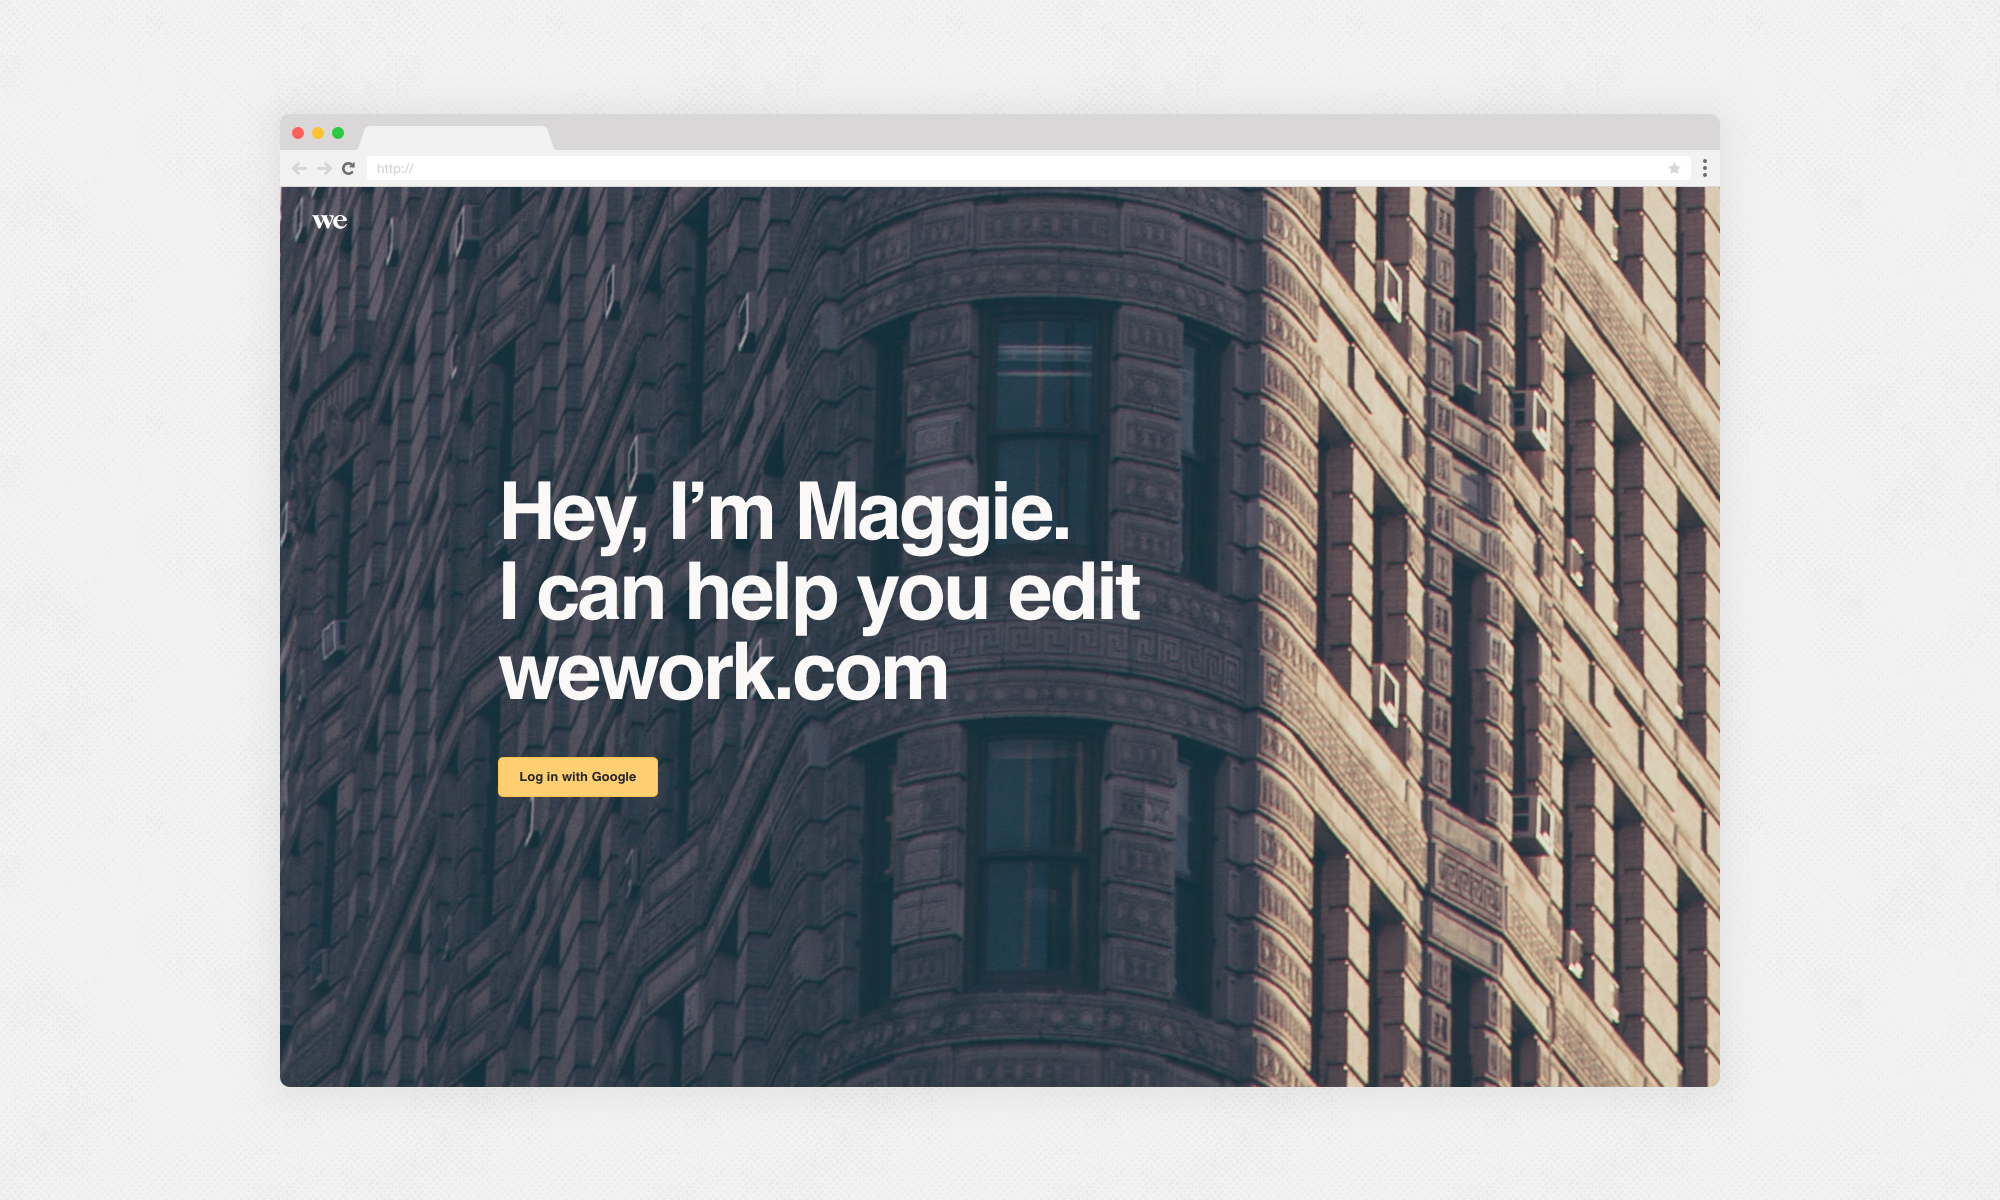 http://
we
Hey, I’m Maggie.
I can help you edit
wework.com
Log in with Google